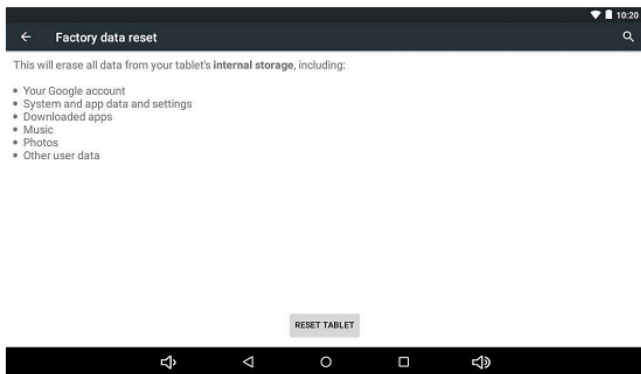 10:20
Factory data reset
This will erase all data from your tablet's internal storage, including:
• Your Google account
• System and app data and settings
• Downloaded apps
• Music
• Photos
• Other user data
RESET TABLET